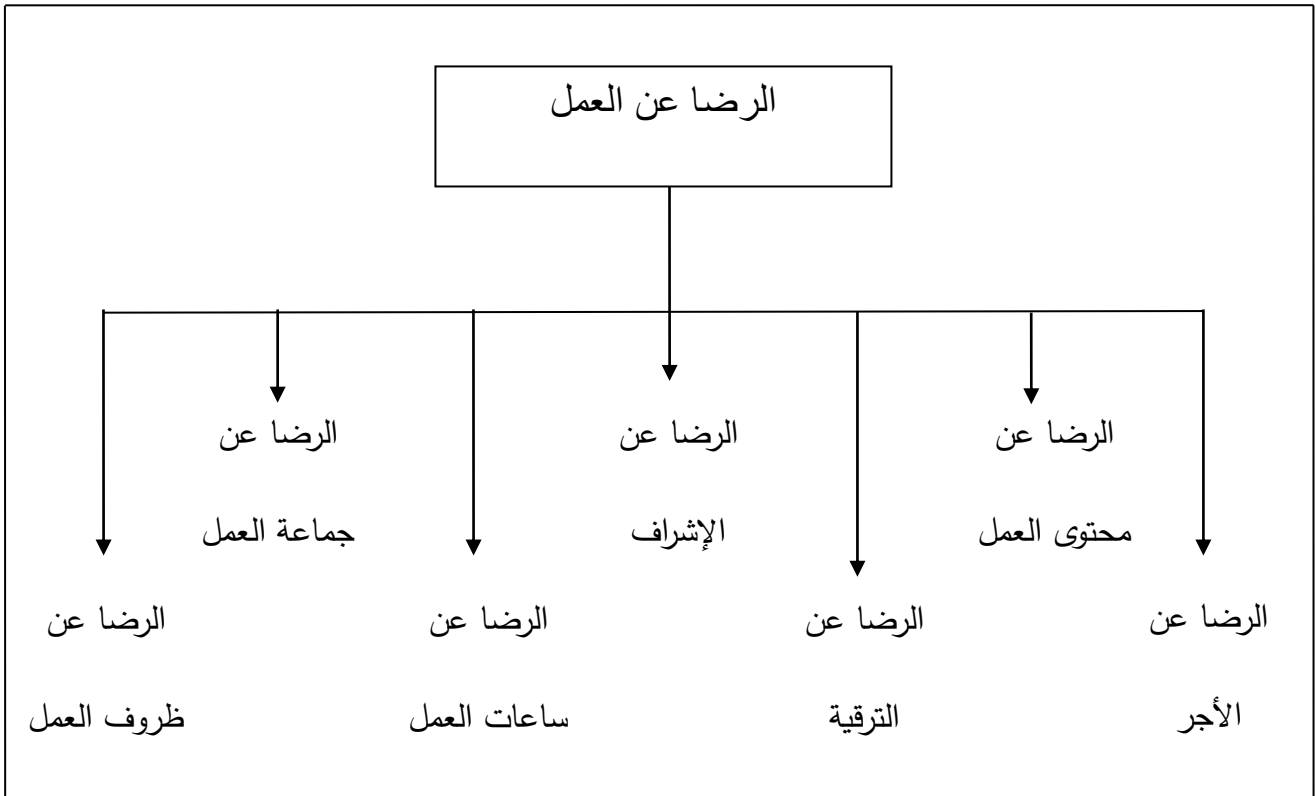 الرضا عن العمل
الرضا عن
محتوى العمل
الرضا عن
الإشراف
الرضا عن
جماعة العمل
الرضا عن
الأجر
الرضا عن
الترقية
الرضا عن
ساعات العمل
الرضا عن
ظروف العمل